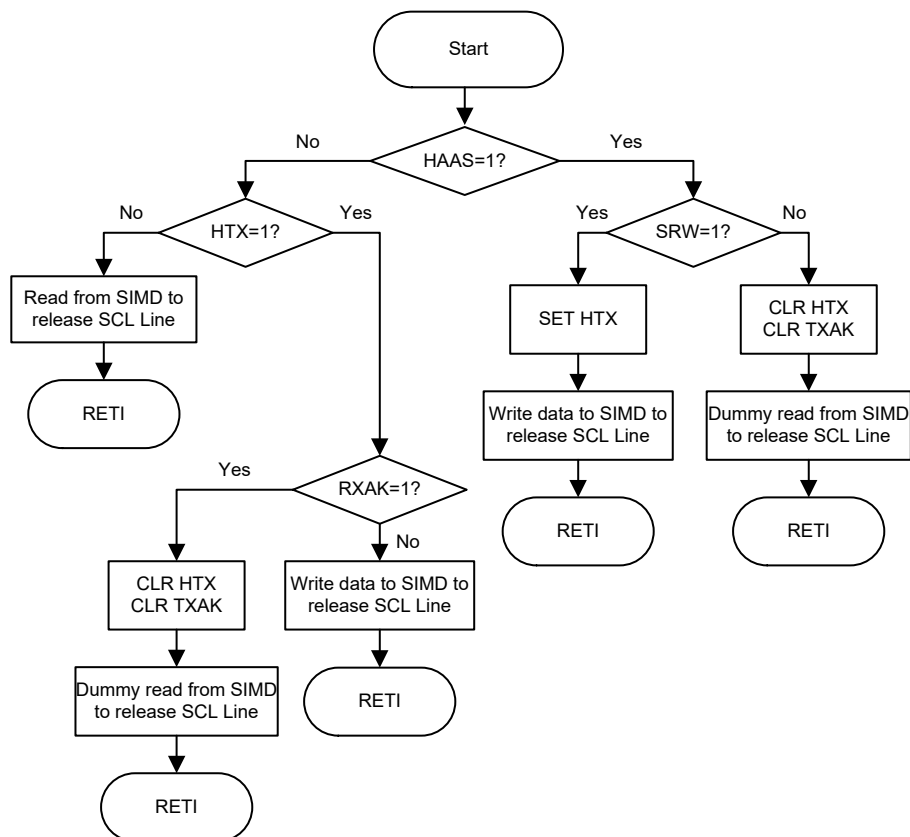 Start
No
HAAS=1?
Yes
No
HTX=1?
Yes
Yes
SRW=1?
No
Read from SIMD to
release SCL Line
SET HTX
CLR HTX
CLR TXAK
RETI
Write data to SIMD to
release SCL Line
Dummy read from SIMD
to release SCL Line
Yes
RXAK=1?
No
RETI
RETI
CLR HTX
CLR TXAK
Write data to SIMD to
release SCL Line
Dummy read from SIMD
to release SCL Line
RETI
RETI